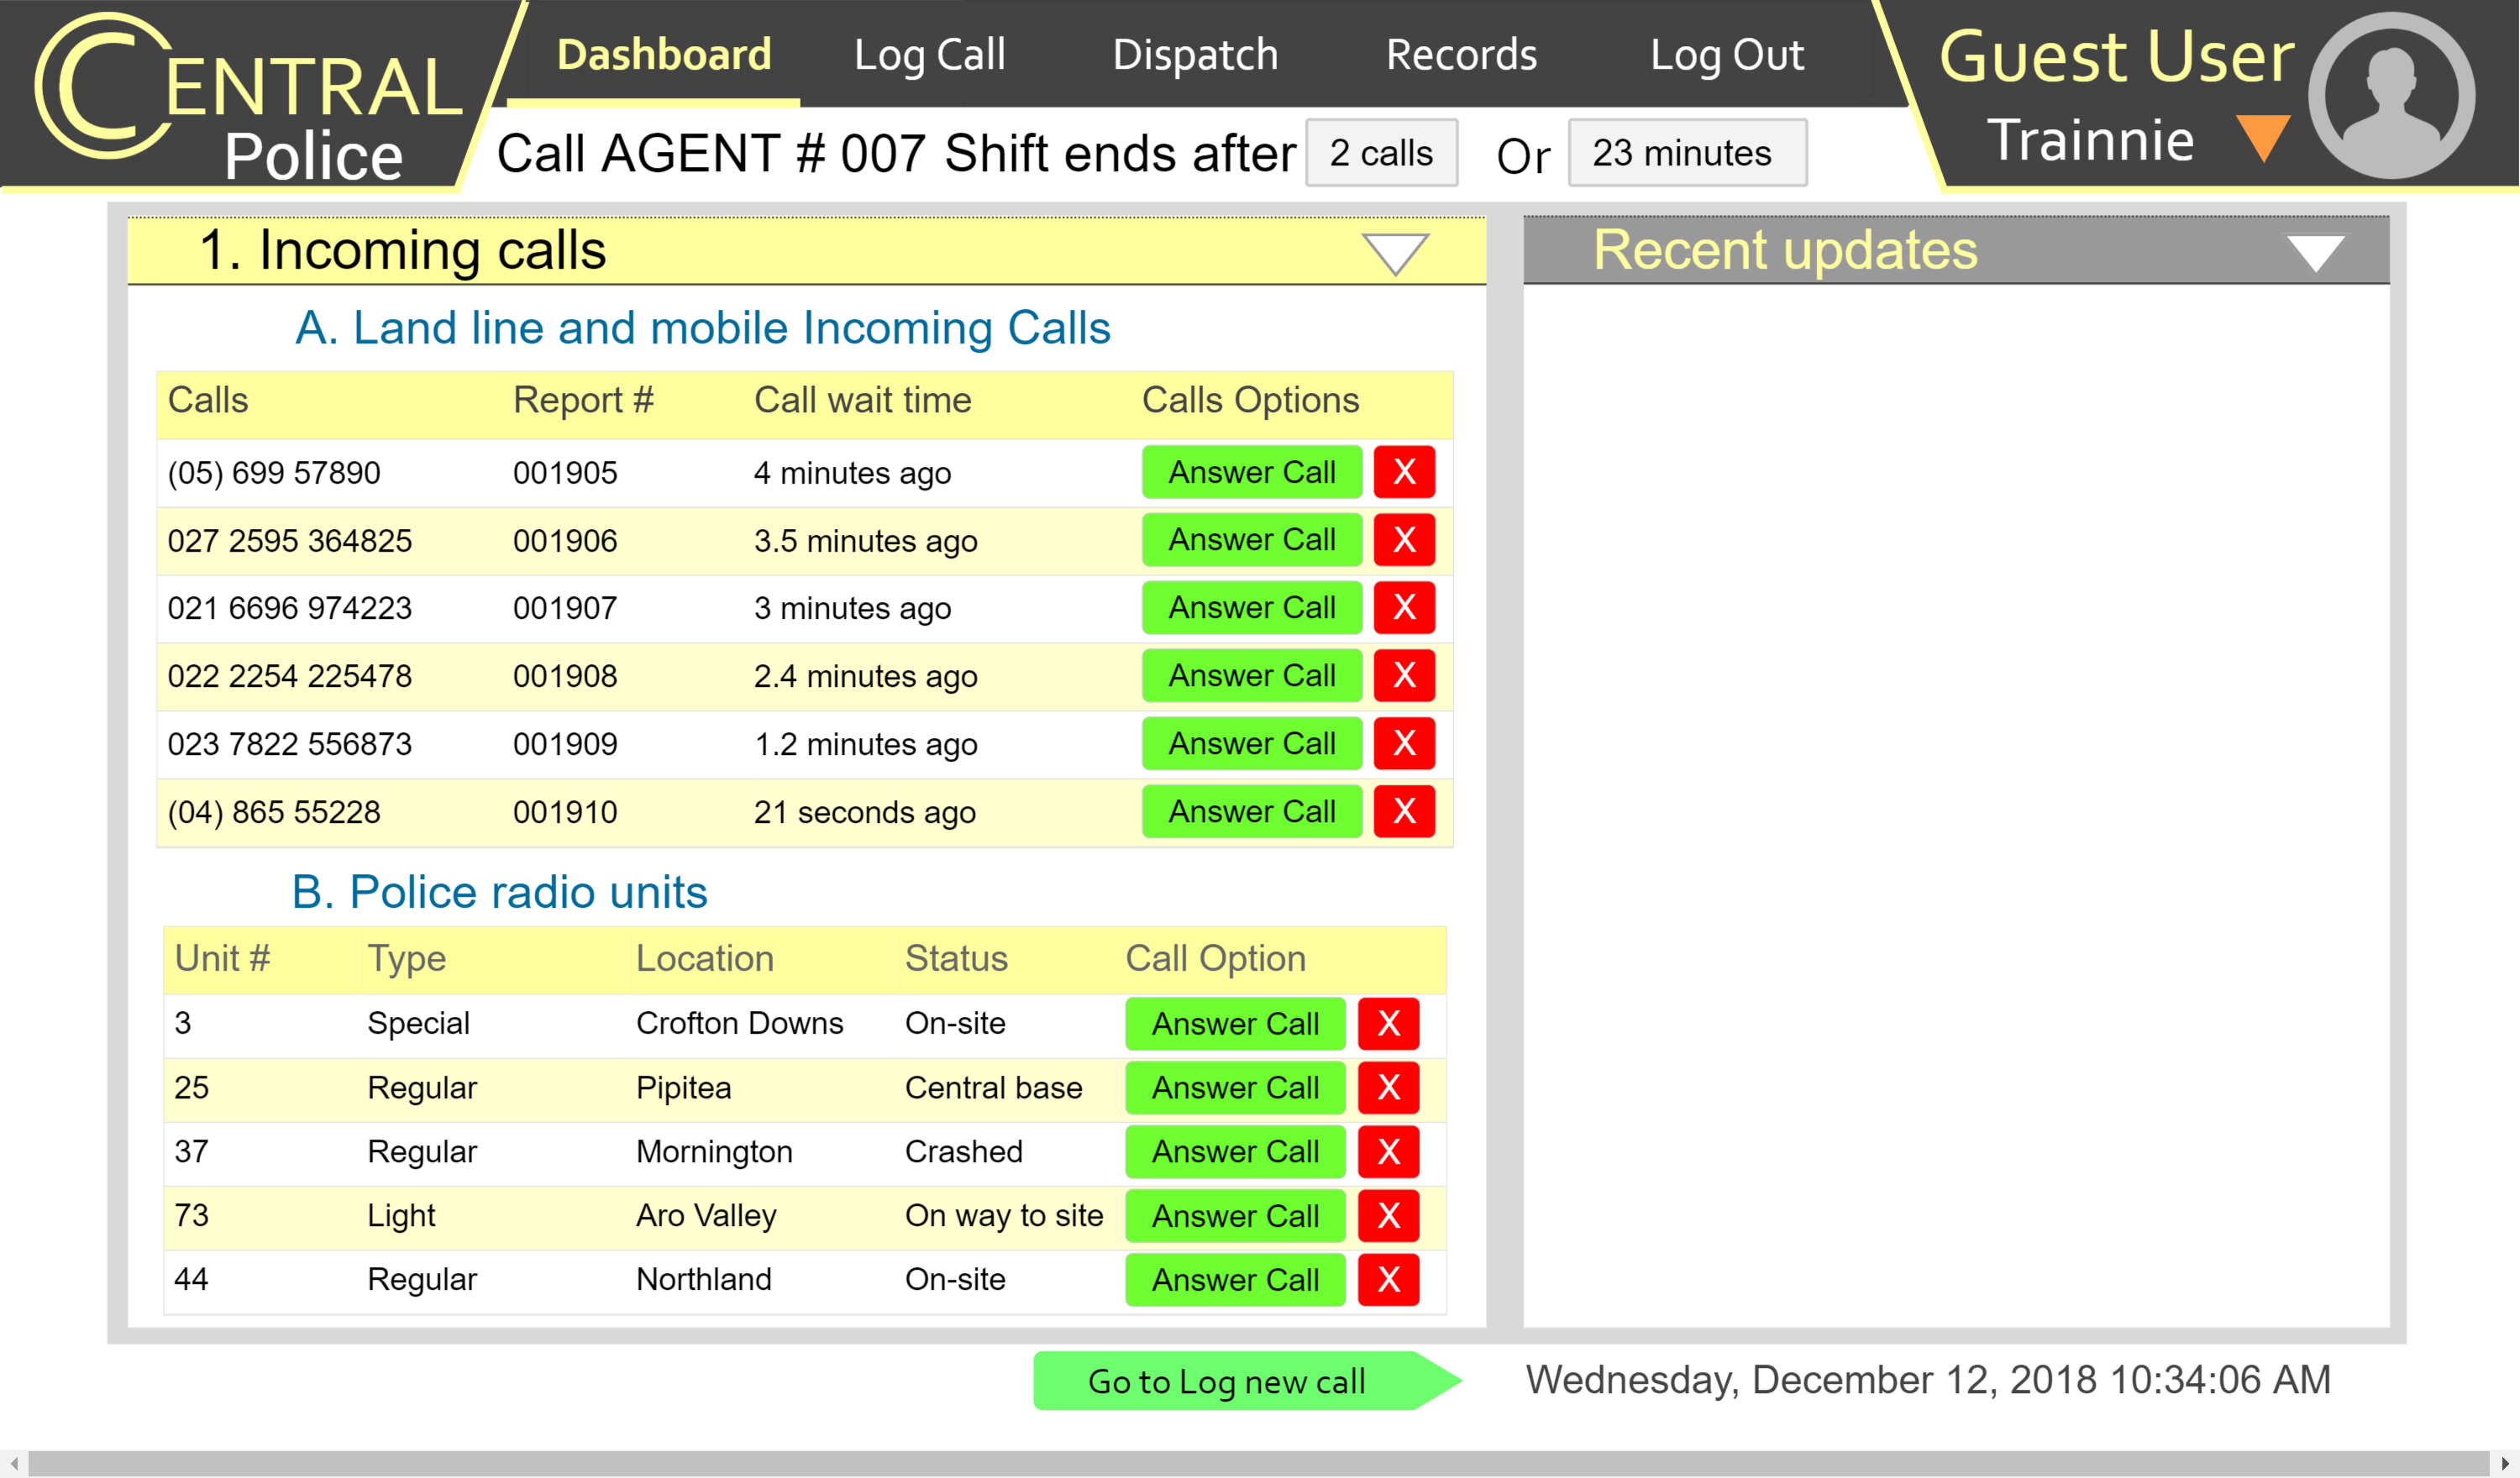 CENTRAL
Police
Dashboard Log Call Dispatch Records Log Out
Guest User
Trainnie
Call AGENT # 007 Shift ends after 2 calls Or 23 minutes
1. Incoming calls
A. Land line and mobile Incoming Calls
Calls Report # Call wait time Calls Options
(05) 699 57890 001905 4 minutes ago Answer Call X
027 2595 364825 001906 3.5 minutes ago Answer Call X
021 6696 974223 001907 3 minutes ago Answer Call X
022 2254 225478 001908 2.4 minutes ago Answer Call X
023 7822 556873 001909 1.2 minutes ago Answer Call X
(04) 865 55228 001910 21 seconds ago Answer Call X
B. Police radio units
Unit # Type Location Status Call Option
3 Special Crofton Downs On-site Answer Call X
25 Regular Pipitea Central base Answer Call X
37 Regular Mornington Crashed Answer Call X
73 Light Aro Valley On way to site Answer Call X
44 Regular Northland On-site Answer Call X
Recent updates
Go to Log new call
Wednesday, December 12, 2018 10:34:06 AM